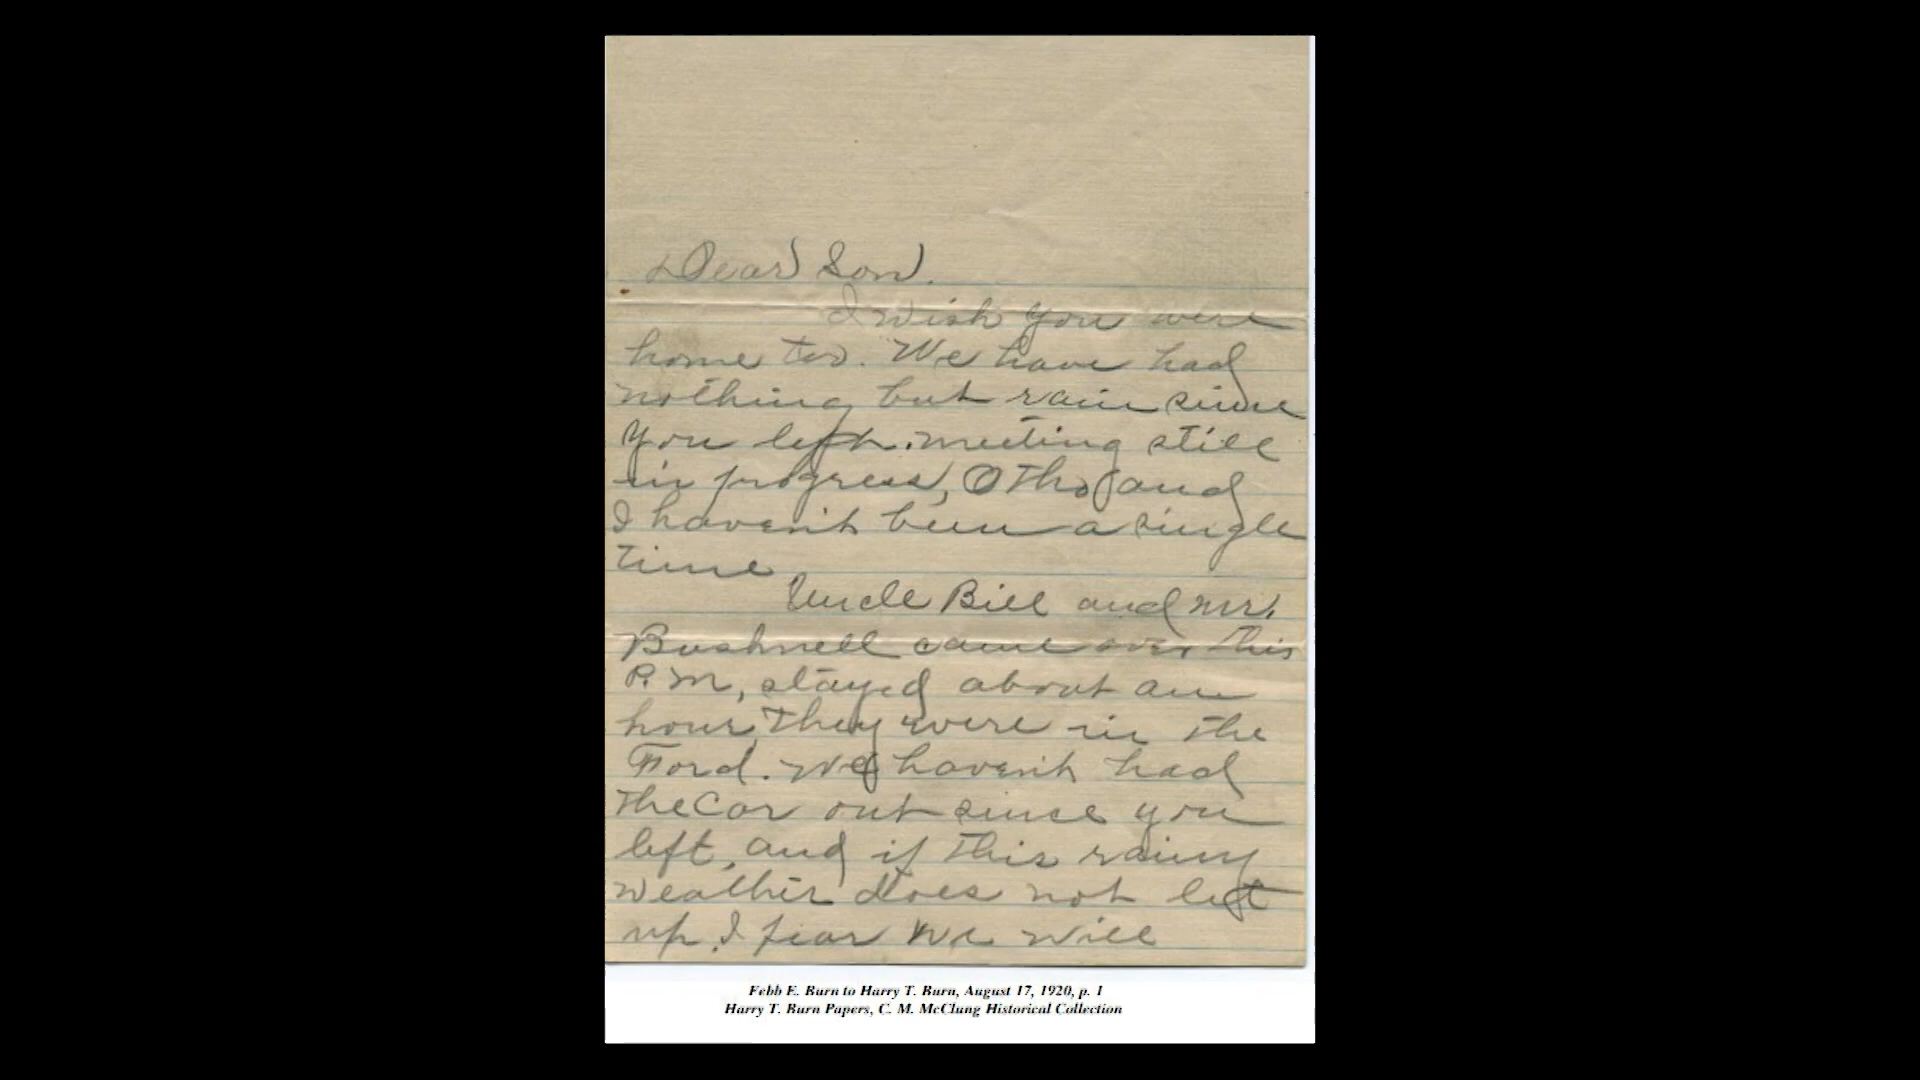 Dear Son.
I wish you were
home too. We have had
nothing but rain since
you left. meeting still
in progress, Otho and
I haven't been a single
time
Uncle Bill and Mr.
Bushnell came over this
P.M, stayed about an
hour, They were in the
Ford. We haven't had
the Car out since you
left, and if this rainy
weather does not let
up, I fear we will
Febb E. Burn to Harry T. Burn, August 17, 1920, p. 1
Harry T. Burn Papers, C. M. McClung Historical Collection